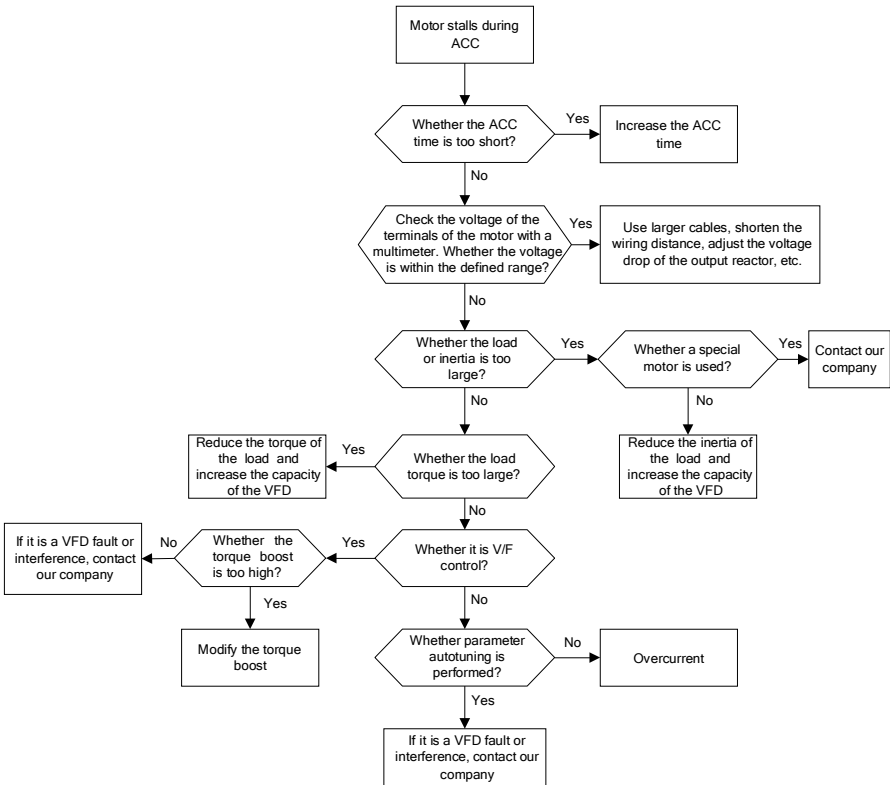 Motor stalls during
ACC
Whether the ACC
time is too short?
Yes
Increase the ACC
time
No
Check the voltage of the
terminals of the motor with a
multimeter. Whether the voltage
is within the defined range?
Yes
Use larger cables, shorten the
wiring distance, adjust the voltage
drop of the output reactor, etc.
No
Whether the load
or inertia is too
large?
Yes
Whether a special
motor is used?
Yes
Contact our
company
No
No
Reduce the torque of
the load and
increase the capacity
of the VFD
Yes
Whether the load
torque is too large?
Reduce the inertia of
the load and
increase the capacity
of the VFD
No
If it is a VFD fault or
interference, contact
our company
No
Whether the
torque boost
is too high?
Yes
Whether it is V/F
control?
Yes
No
Modify the torque
boost
Whether parameter
autotuning is
performed?
No
Overcurrent
Yes
If it is a VFD fault or
interference, contact our
company